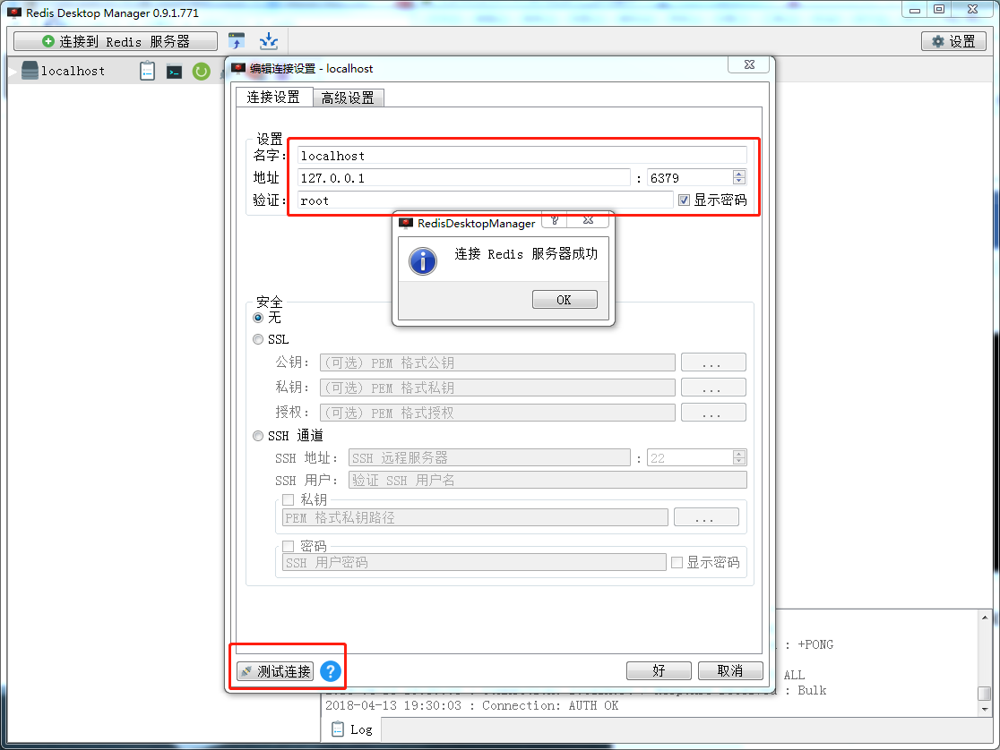 Redis Desktop Manager 0.9.1.771
连接到 Redis 服务器
设置
localhost
编辑连接设置 - localhost
连接设置
高级设置
设置
名字:
localhost
地址
127.0.0.1
:
6379
验证:
root
显示密码
RedisDesktopManager
连接 Redis 服务器成功
OK
安全
无
SSL
公钥:
(可选) PEM 格式公钥
...
私钥:
(可选) PEM 格式私钥
...
授权:
(可选) PEM 格式授权
...
SSH 通道
SSH 地址:
SSH 远程服务器
:
22
SSH 用户:
验证 SSH 用户名
私钥
PEM 格式私钥路径
...
密码
SSH 用户密码
显示密码
测试连接
?
好
取消
: +PONG
ALL
: Bulk
2018-04-13 19:30:03 : Connection: AUTH OK
Log